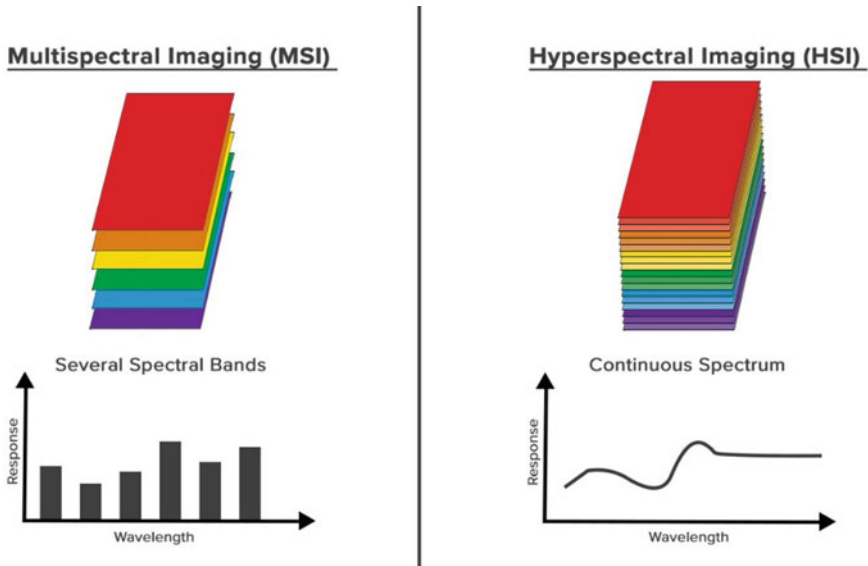 Multispectral Imaging (MSI)
Several Spectral Bands
Response
Wavelength
Hyperspectral Imaging (HSI)
Continuous Spectrum
Response
Wavelength